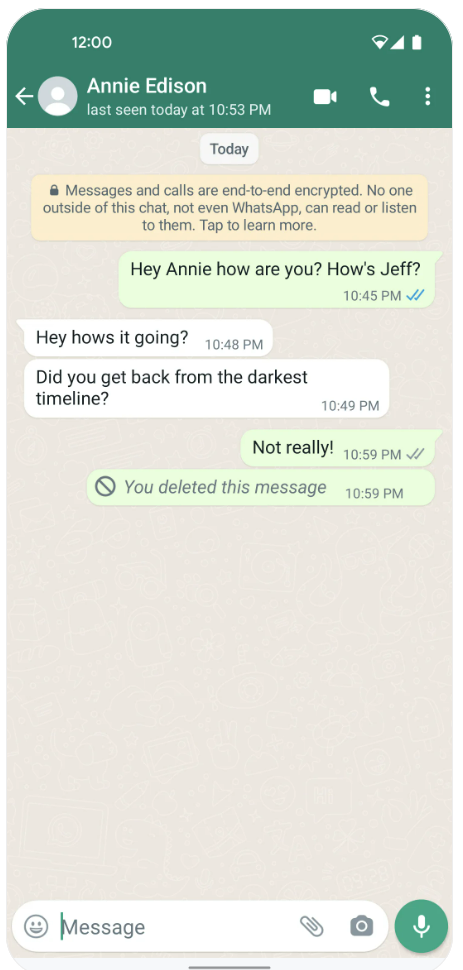 12:00
Annie Edison
last seen today at 10:53 PM
Today
Messages and calls are end-to-end encrypted. No one
outside of this chat, not even WhatsApp, can read or listen
to them. Tap to learn more.
Hey Annie how are you? How's Jeff?
10:45 PM
Hey hows it going?
10:48 PM
Did you get back from the darkest
timeline?
10:49 PM
Not really!
10:59 PM
You deleted this message
10:59 PM
Message